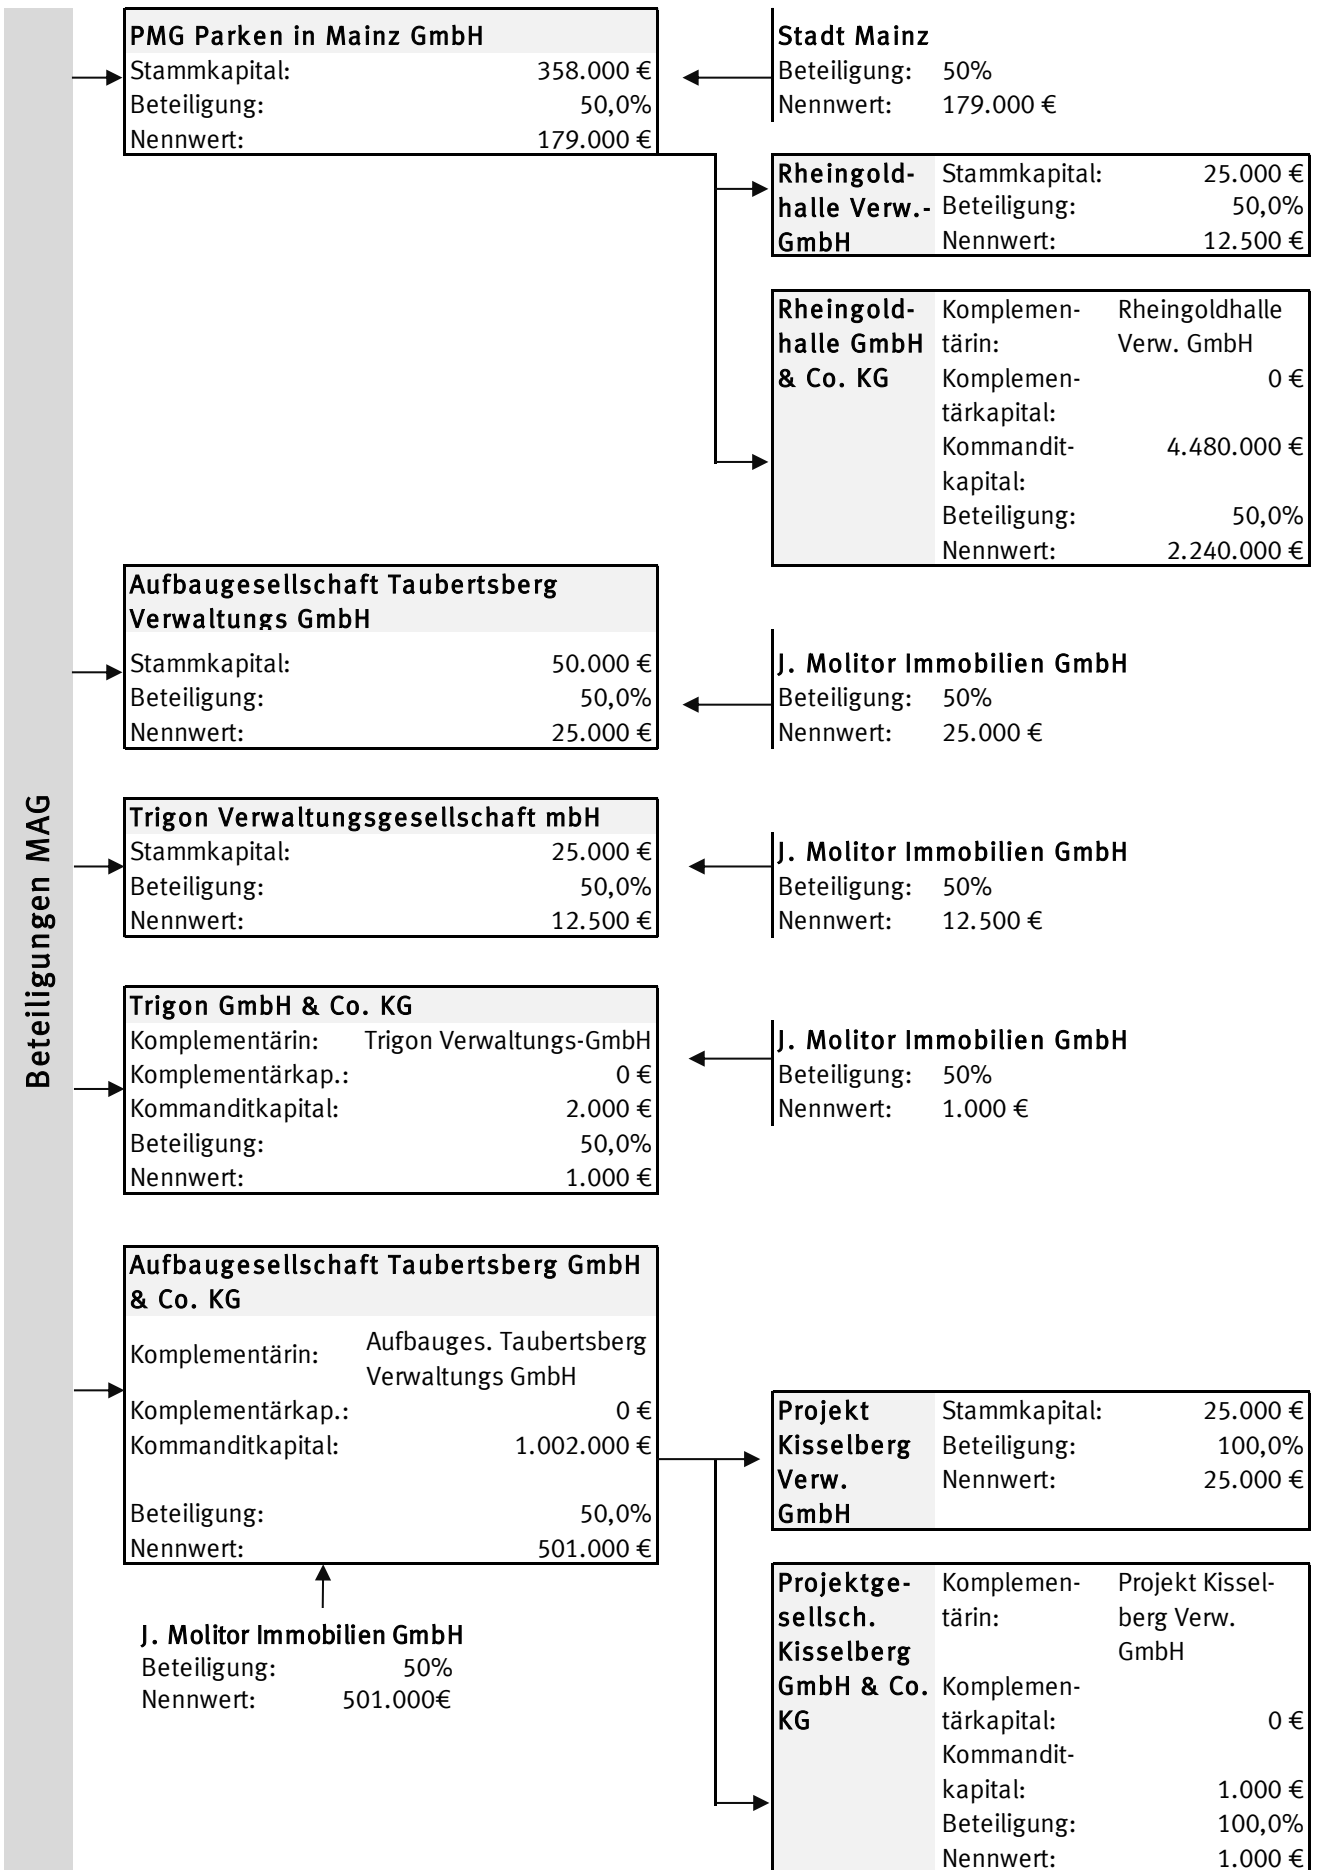 Beteiligungen MAG
PMG Parken in Mainz GmbH
Stammkapital: 358.000 €
Beteiligung: 50,0%
Nennwert: 179.000 €
Stadt Mainz
Beteiligung: 50%
Nennwert: 179.000 €
Rheingold- Stammkapital: 25.000 €
halle Verw.- Beteiligung: 50,0%
GmbH Nennwert: 12.500 €
Rheingold- Komplemen- Rheingoldhalle
halle GmbH tärin: Verw. GmbH
& Co. KG Komplemen- 0 €
tärkapital:
Kommandit- 4.480.000 €
kapital:
Beteiligung: 50,0%
Nennwert: 2.240.000 €
Aufbaugesellschaft Taubertsberg
Verwaltungs GmbH
Stammkapital: 50.000 €
Beteiligung: 50,0%
Nennwert: 25.000 €
J. Molitor Immobilien GmbH
Beteiligung: 50%
Nennwert: 25.000 €
Trigon Verwaltungsgesellschaft mbH
Stammkapital: 25.000 €
Beteiligung: 50,0%
Nennwert: 12.500 €
J. Molitor Immobilien GmbH
Beteiligung: 50%
Nennwert: 12.500 €
Trigon GmbH & Co. KG
Komplementärin: Trigon Verwaltungs-GmbH
Komplementärkap.: 0 €
Kommanditkapital: 2.000 €
Beteiligung: 50,0%
Nennwert: 1.000 €
J. Molitor Immobilien GmbH
Beteiligung: 50%
Nennwert: 1.000 €
Aufbaugesellschaft Taubertsberg GmbH
& Co. KG
Komplementärin: Aufbauges. Taubertsberg
Verwaltungs GmbH
Komplementärkap.: 0 €
Kommanditkapital: 1.002.000 €
Beteiligung: 50,0%
Nennwert: 501.000 €
J. Molitor Immobilien GmbH
Beteiligung: 50%
Nennwert: 501.000€
Projekt Stammkapital: 25.000 €
Kisselberg Beteiligung: 100,0%
Verw. Nennwert: 25.000 €
GmbH
Projektge- Komplemen- Projekt Kissel-
sellsch. tärin: berg Verw.
Kisselberg GmbH
GmbH & Co. Komplemen-
KG tärkapital: 0 €
Kommandit-
kapital: 1.000 €
Beteiligung: 100,0%
Nennwert: 1.000 €